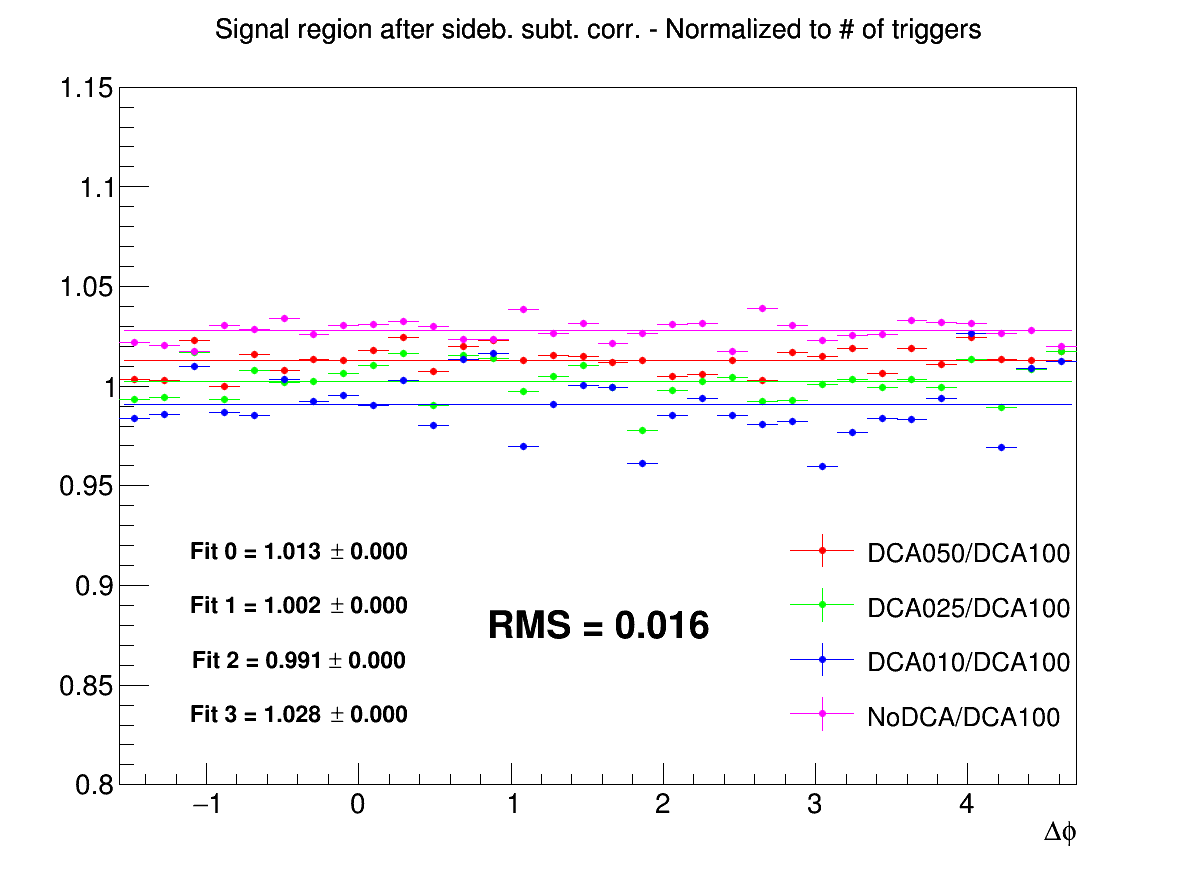 Signal region after sideb. subt. corr. - Normalized to # of triggers
1.15
1.1
1.05
1
0.95
0.9
0.85
0.8
Fit 0 = 1.013 ± 0.000
Fit 1 = 1.002 ± 0.000
Fit 2 = 0.991 ± 0.000
Fit 3 = 1.028 ± 0.000
RMS = 0.016
DCA050/DCA100
DCA025/DCA100
DCA010/DCA100
NoDCA/DCA100
−1 0 1 2 3 4
Δϕ